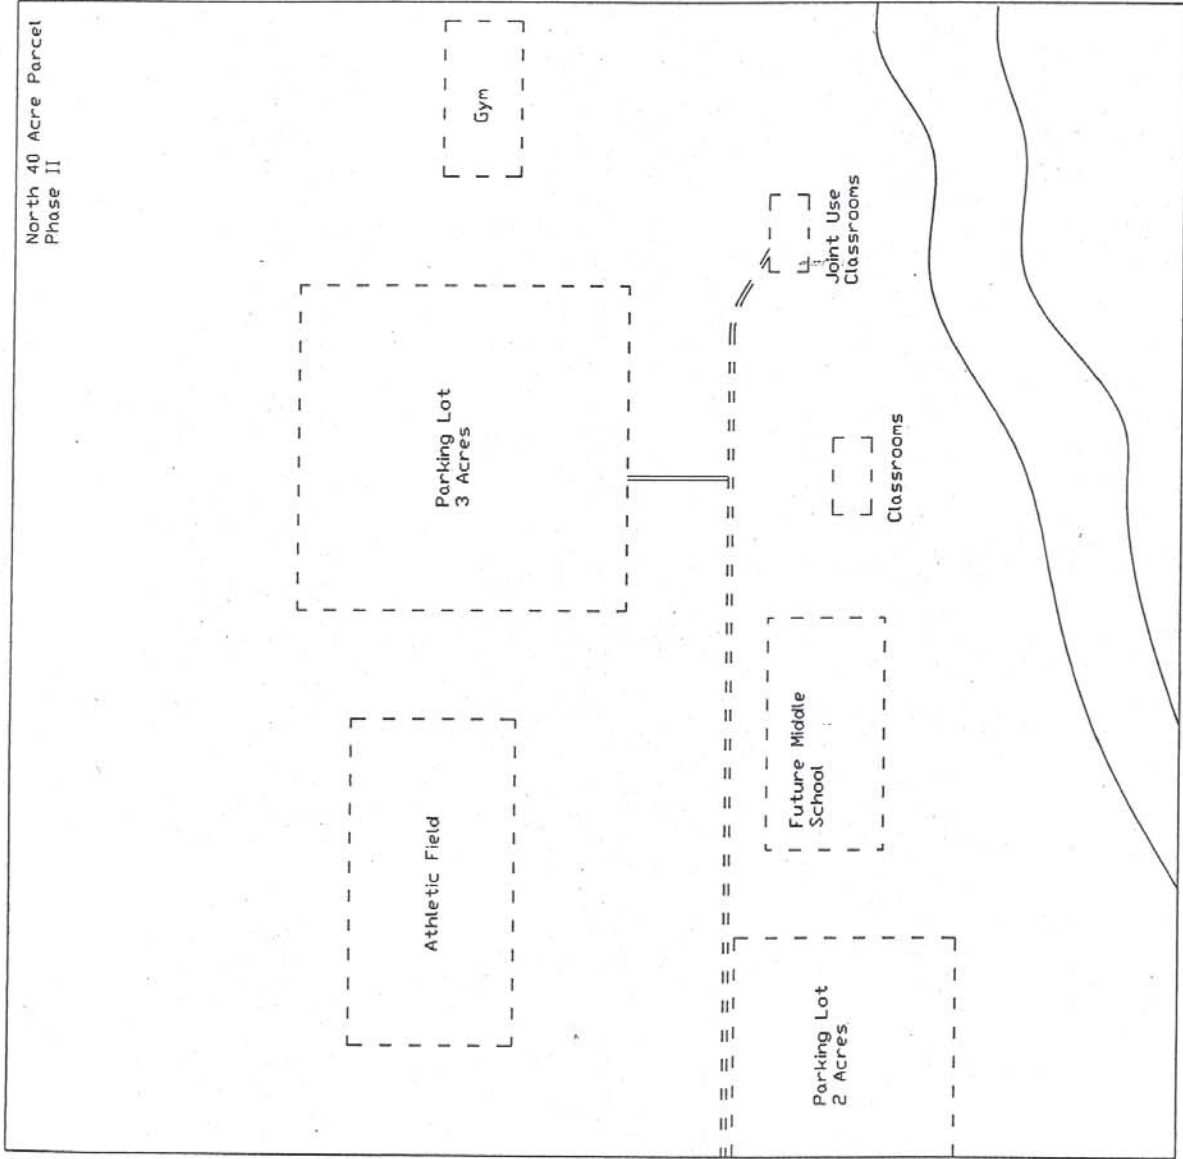 North 40 Acre Parcel
Phase II
Gym
Parking Lot
3 Acres
Joint Use
Classrooms
Classrooms
Athletic Field
Future Middle
School
Parking Lot
2 Acres